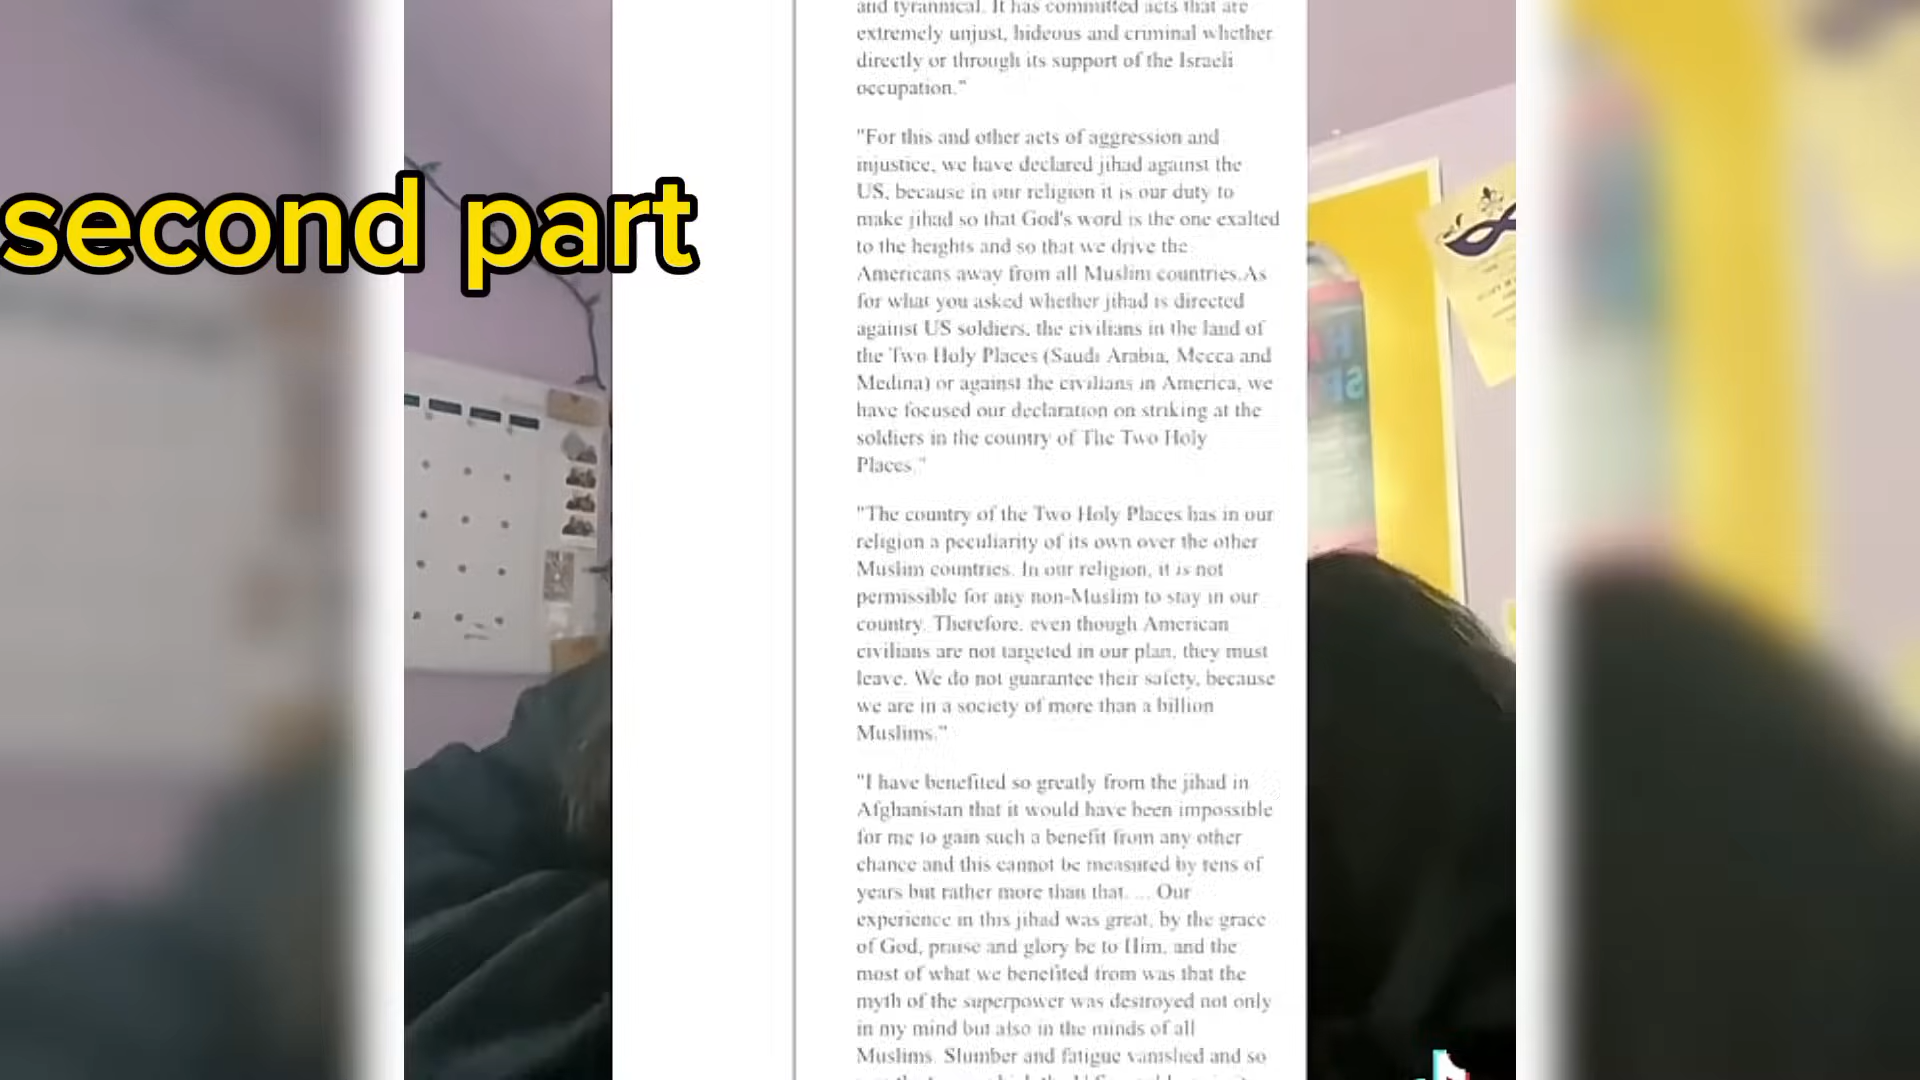 second part
and tyrannical. It has committed acts that are
extremely unjust, hideous and criminal whether
directly or through its support of the Israeli
occupation."
"For this and other acts of aggression and
injustice, we have declared jihad against the
US, because in our religion it is our duty to
make jihad so that God's word is the one exalted
to the heights and so that we drive the
Americans away from all Muslim countries.As
for what you asked whether jihad is directed
against US soldiers, the civilians in the land of
the Two Holy Places (Saudi Arabia, Mecca and
Medina) or against the civilians in America, we
have focused our declaration on striking at the
soldiers in the country of The Two Holy
Places."
"The country of the Two Holy Places has in our
religion a peculiarity of its own over the other
Muslim countries. In our religion, it is not
permissible for any non-Muslim to stay in our
country. Therefore, even though American
civilians are not targeted in our plan, they must
leave. We do not guarantee their safety, because
we are in a society of more than a billion
Muslims."
"I have benefited so greatly from the jihad in
Afghanistan that it would have been impossible
for me to gain such a benefit from any other
chance and this cannot be measured by tens of
years but rather more than that. ... Our
experience in this jihad was great, by the grace
of God, praise and glory be to Him, and the
most of what we benefited from was that the
myth of the superpower was destroyed not only
in my mind but also in the minds of all
Muslims. Slumber and fatigue vanished and so